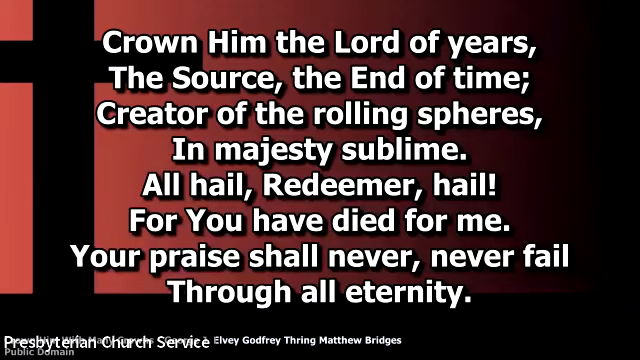 Crown Him the Lord of years,
The Source, the End of time;
Creator of the rolling spheres,
In majesty sublime.
All hail, Redeemer, hail!
For You have died for me.
Your praise shall never, never fail
Through all eternity.
Presbyterian Church Service
Elvey Godfrey Thring Matthew Bridges
Public Domain